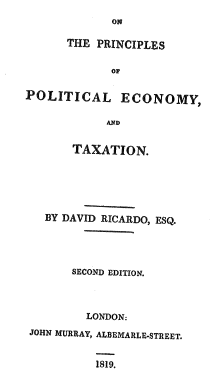 ON
THE PRINCIPLES
OF
POLITICAL ECONOMY,
AND
TAXATION.
BY DAVID RICARDO, ESQ.
SECOND EDITION.
LONDON:
JOHN MURRAY, ALBEMARLE-STREET.
1819.